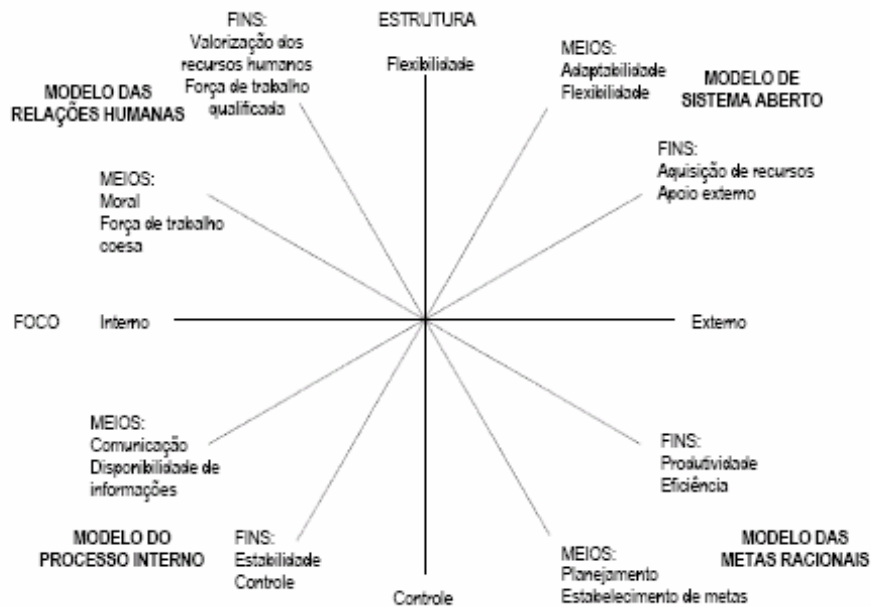 FINS:
Valorização dos
recursos humanos
Força de trabalho
qualificada
ESTRUTURA
Flexibilidade
MEIOS:
Adaptabilidade
Flexibilidade
MODELO DE
SISTEMA ABERTO
MODELO DAS
RELAÇÕES HUMANAS
FINS:
Aquisição de recursos
Apoio externo
MEIOS:
Moral
Força de trabalho
coesa
FOCO
Interno
Externo
MEIOS:
Comunicação
Disponibilidade de
informações
FINS:
Produtividade
Eficiência
MODELO DO
PROCESSO INTERNO
FINS:
Estabilidade
Controle
Controle
MEIOS:
Planejamento
Estabelecimento de metas
MODELO DAS
METAS RACIONAIS